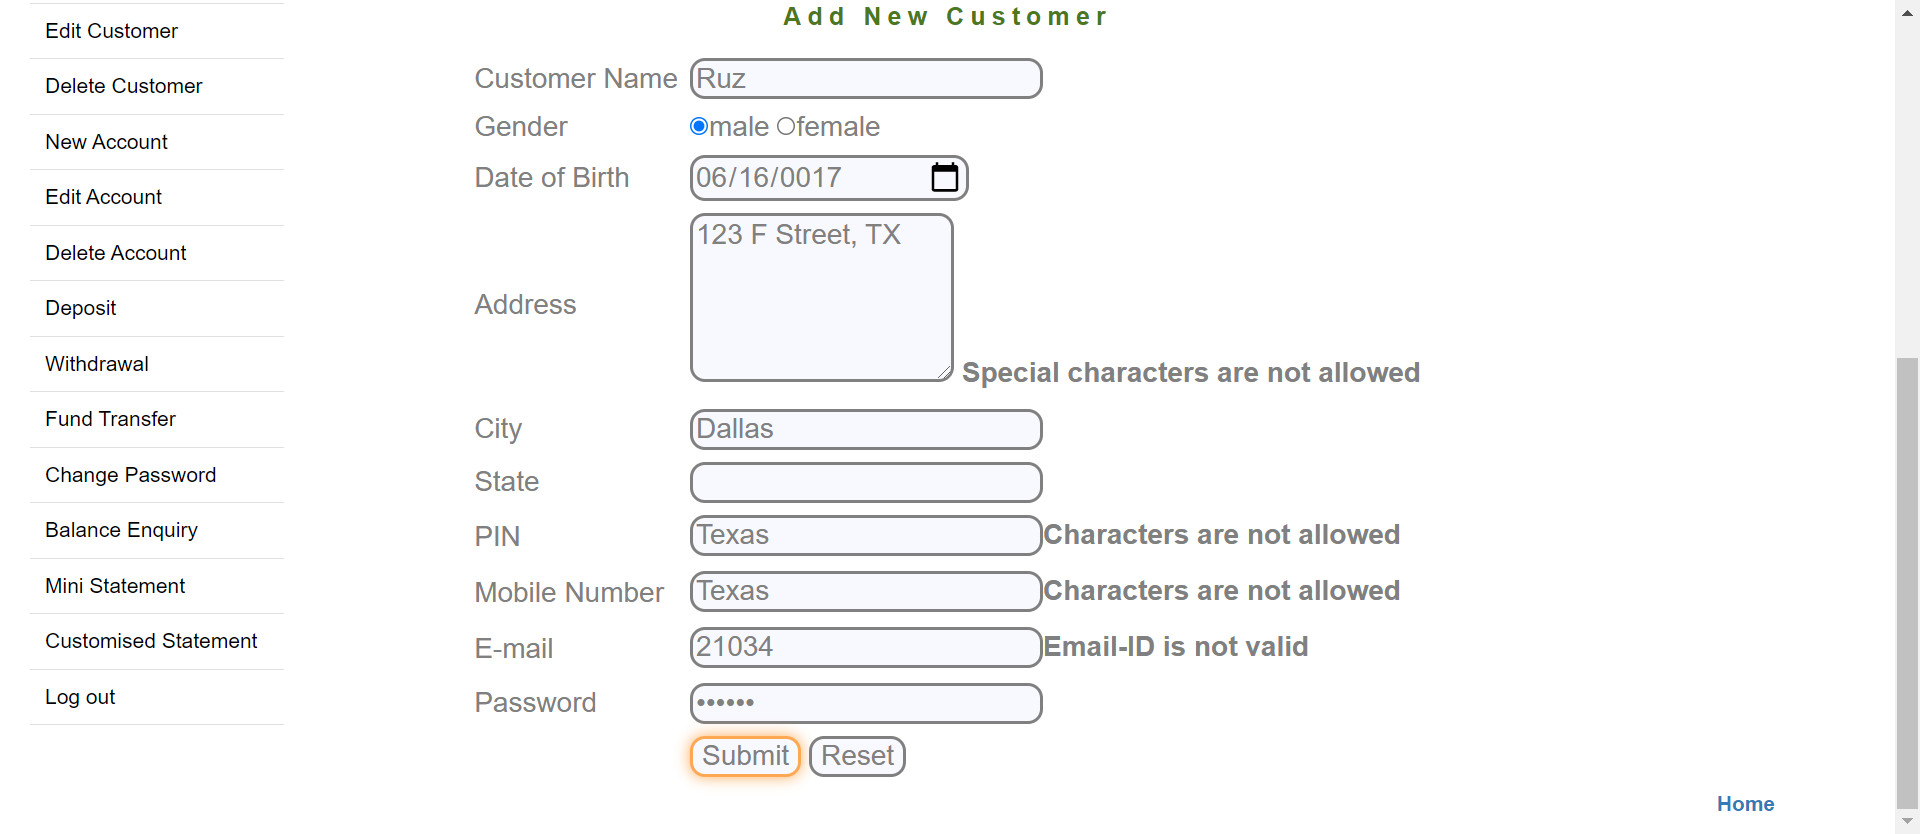 Edit Customer
Delete Customer
New Account
Edit Account
Delete Account
Deposit
Withdrawal
Fund Transfer
Change Password
Balance Enquiry
Mini Statement
Customised Statement
Log out
Add New Customer
Customer Name Ruz
Gender male female
Date of Birth 06/16/0017
Address 123 F Street, TX
Special characters are not allowed
City Dallas
State
PIN Texas Characters are not allowed
Mobile Number Texas Characters are not allowed
E-mail 21034 Email-ID is not valid
Password ••••••
Submit Reset
Home